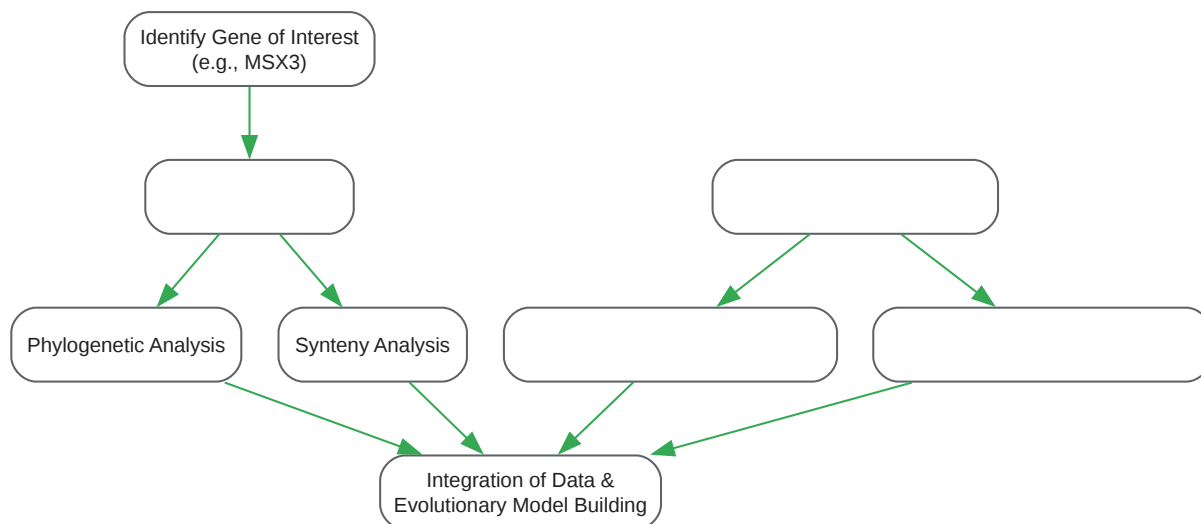 Identify Gene of Interest
(e.g., MSX3)
Phylogenetic Analysis
Synteny Analysis
Integration of Data &
Evolutionary Model Building